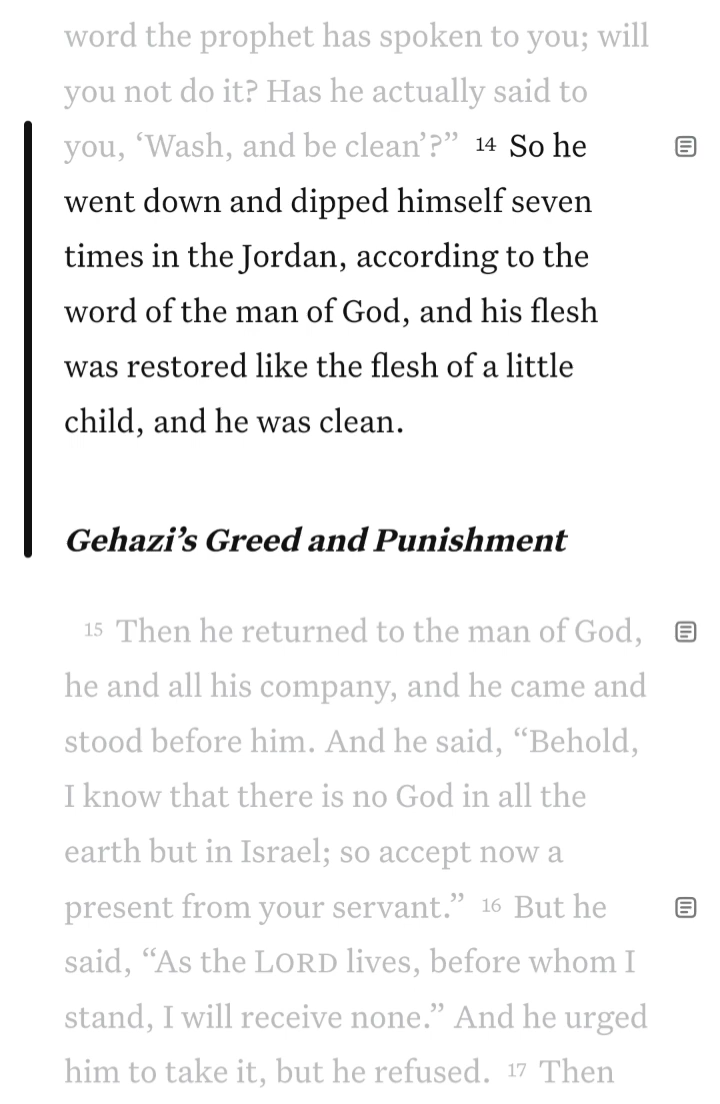 word the prophet has spoken to you; will
you not do it? Has he actually said to
you, ‘Wash, and be clean’?” 14 So he
went down and dipped himself seven
times in the Jordan, according to the
word of the man of God, and his flesh
was restored like the flesh of a little
child, and he was clean.
Gehazi’s Greed and Punishment
15 Then he returned to the man of God,
he and all his company, and he came and
stood before him. And he said, “Behold,
I know that there is no God in all the
earth but in Israel; so accept now a
present from your servant.” 16 But he
said, “As the LORD lives, before whom I
stand, I will receive none.” And he urged
him to take it, but he refused. 17 Then